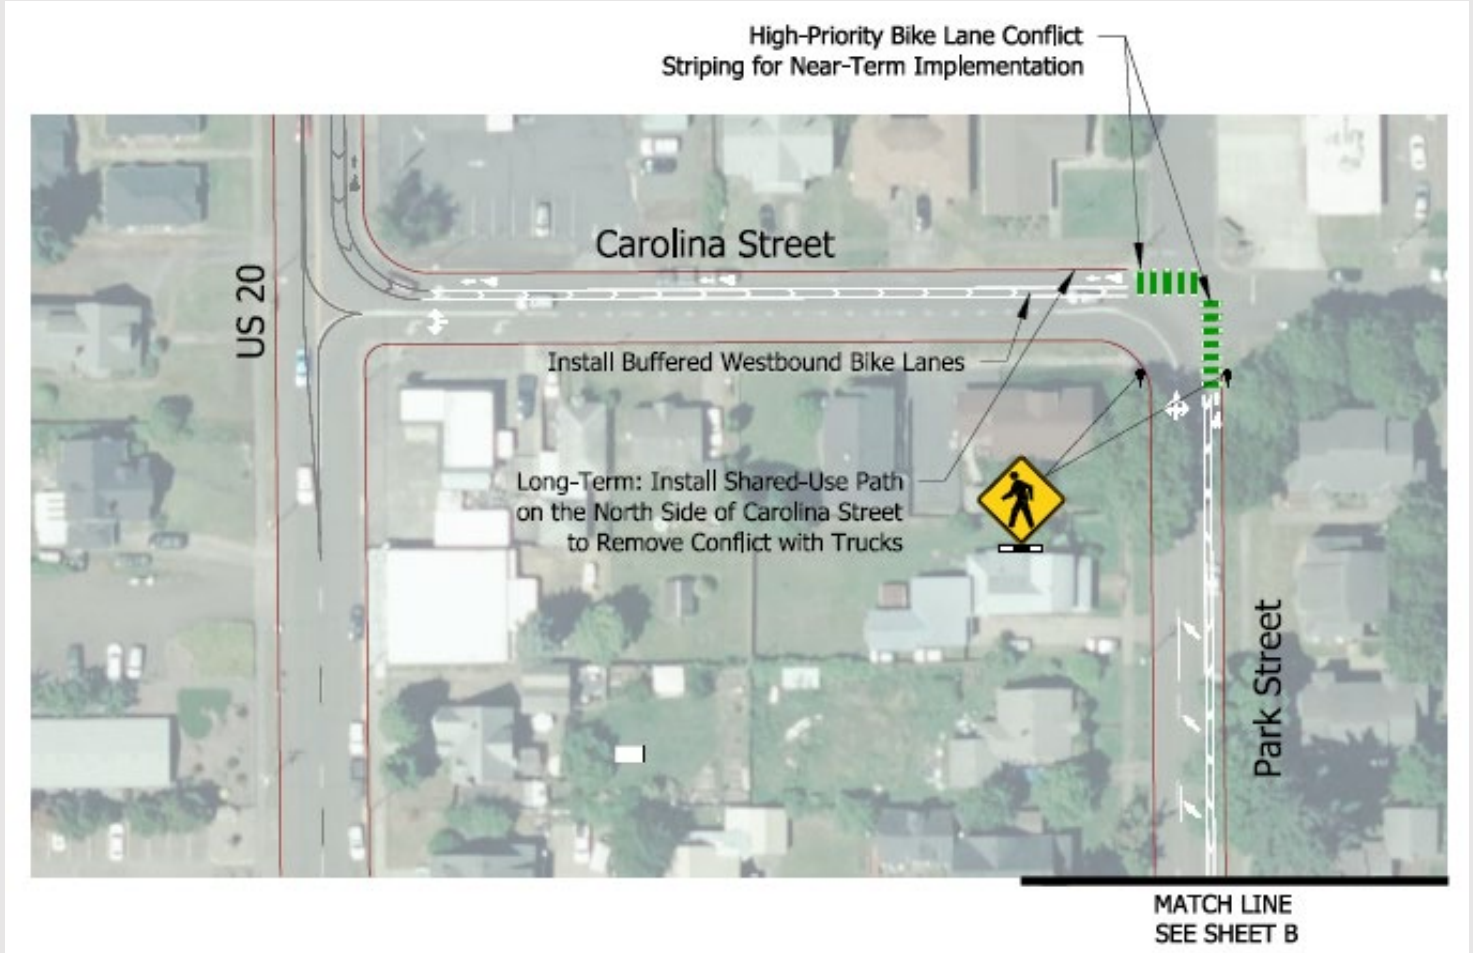 High-Priority Bike Lane Conflict
Striping for Near-Term Implementation
Carolina Street
US 20
Install Buffered Westbound Bike Lanes
Long-Term: Install Shared-Use Path
on the North Side of Carolina Street
to Remove Conflict with Trucks
Park Street
MATCH LINE
SEE SHEET B